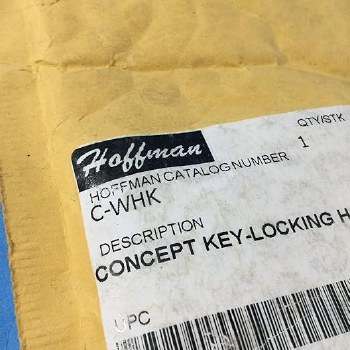 Hoffman
QTY/STK
HOFFMAN CATALOG NUMBER
1
C-WHK
DESCRIPTION
CONCEPT KEY-LOCKING H
UPC